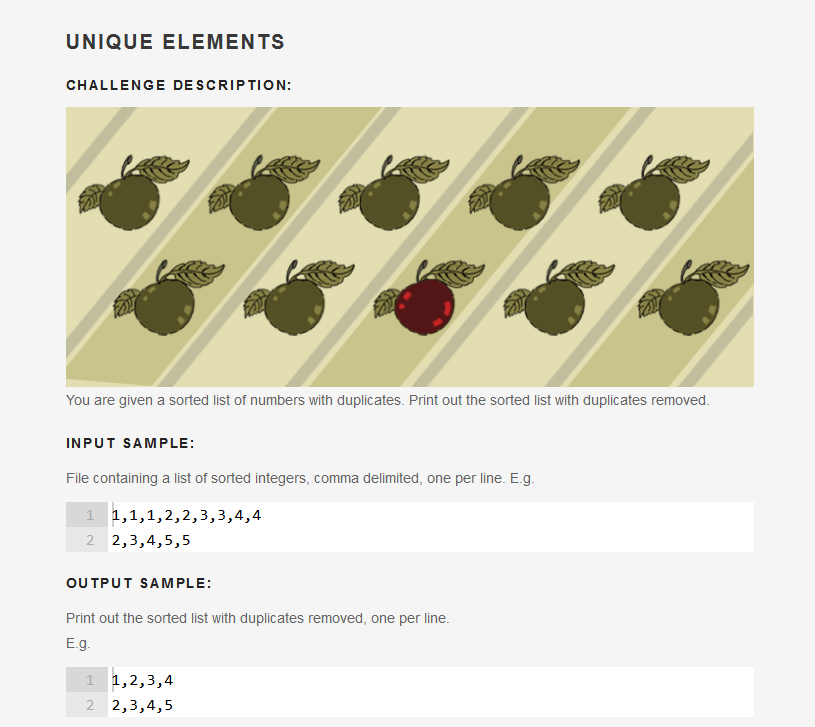 UNIQUE ELEMENTS
CHALLENGE DESCRIPTION:
You are given a sorted list of numbers with duplicates. Print out the sorted list with duplicates removed.
INPUT SAMPLE:
File containing a list of sorted integers, comma delimited, one per line. E.g.
1 1,1,1,2,2,3,3,4,4
2 2,3,4,5,5
OUTPUT SAMPLE:
Print out the sorted list with duplicates removed, one per line.
E.g.
1 1,2,3,4
2 2,3,4,5